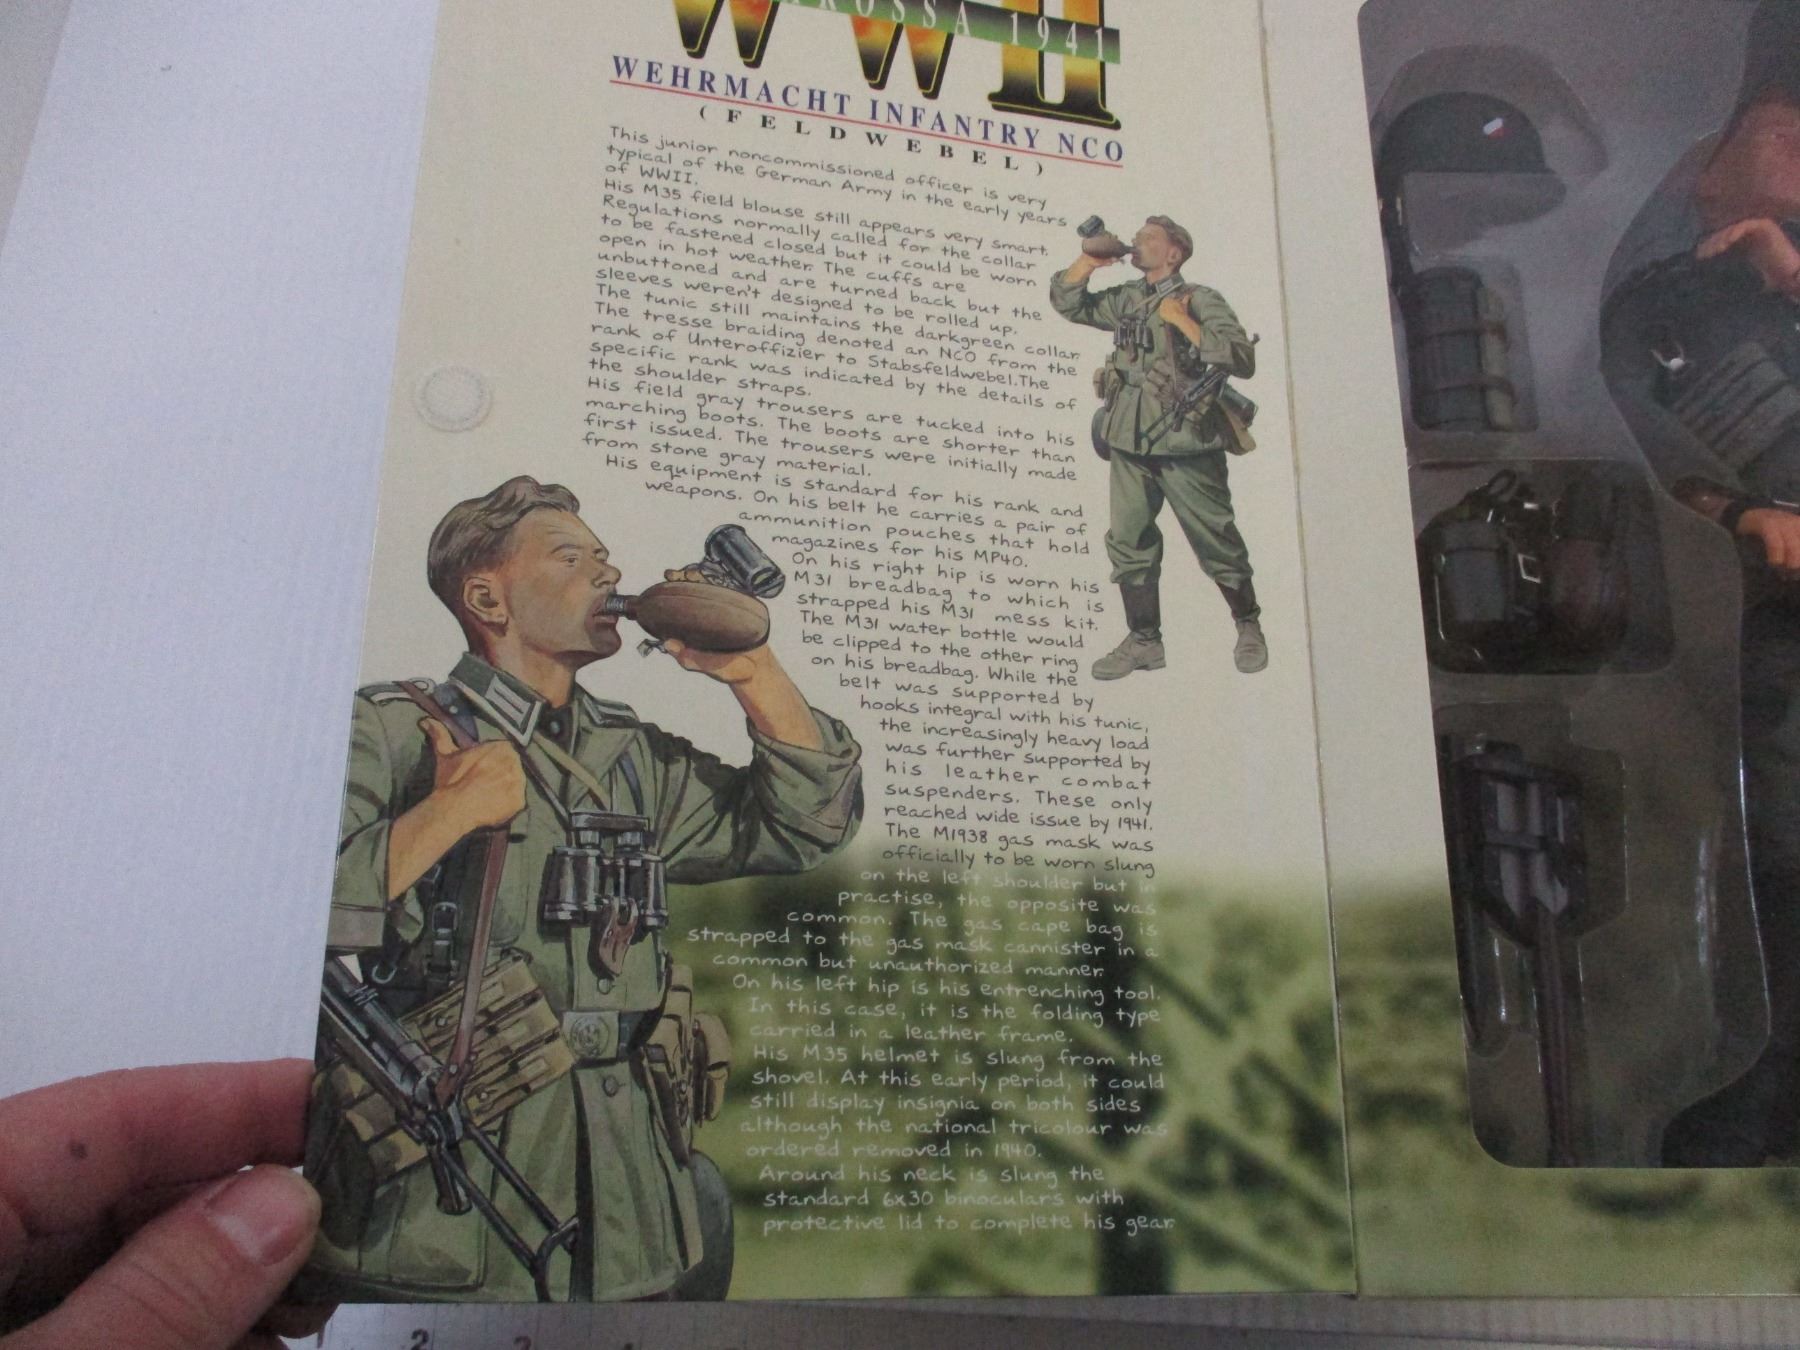 ROSSA 1941
WWII
WEHRMACHT INFANTRY NCO
(FELDWEBEL)
This junior noncommissioned officer is very
typical of the German Army in the early years
of WWII.
His M35 field blouse still appears very smart.
Regulations normally called for the collar
to be fastened closed but it could be worn
open in hot weather. The cuffs are
unbuttoned and are turned back but the
sleeves weren't designed to be rolled up.
The tunic still maintains the darkgreen collar.
The tresse braiding denoted an NCO from the
rank of Unteroffizier to Stabsfeldwebel.The
specific rank was indicated by the details of
the shoulder straps.
His field gray trousers are tucked into his
marching boots. The boots are shorter than
first issued. The trousers were initially made
from stone gray material.
His equipment is standard for his rank and
weapons. On his belt he carries a pair of
ammunition pouches that hold
magazines for his MP40.
On his right hip is worn his
M31 breadbag to which is
strapped his M31 mess kit.
The M31 water bottle would
be clipped to the other ring
on his breadbag. While the
belt was supported by
hooks integral with his tunic,
the increasingly heavy load
was further supported by
his leather combat
suspenders. These only
reached wide issue by 1941.
The M1938 gas mask was
officially to be worn slung
on the left shoulder but in
practise, the opposite was
common. The gas cape bag is
strapped to the gas mask cannister in a
common but unauthorized manner.
On his left hip is his entrenching tool.
In this case, it is the folding type
carried in a leather frame.
His M35 helmet is slung from the
shovel. At this early period, it could
still display insignia on both sides
although the national tricolour was
ordered removed in 1940.
Around his neck is slung the
standard 6x30 binoculars with
protective lid to complete his gear.
2